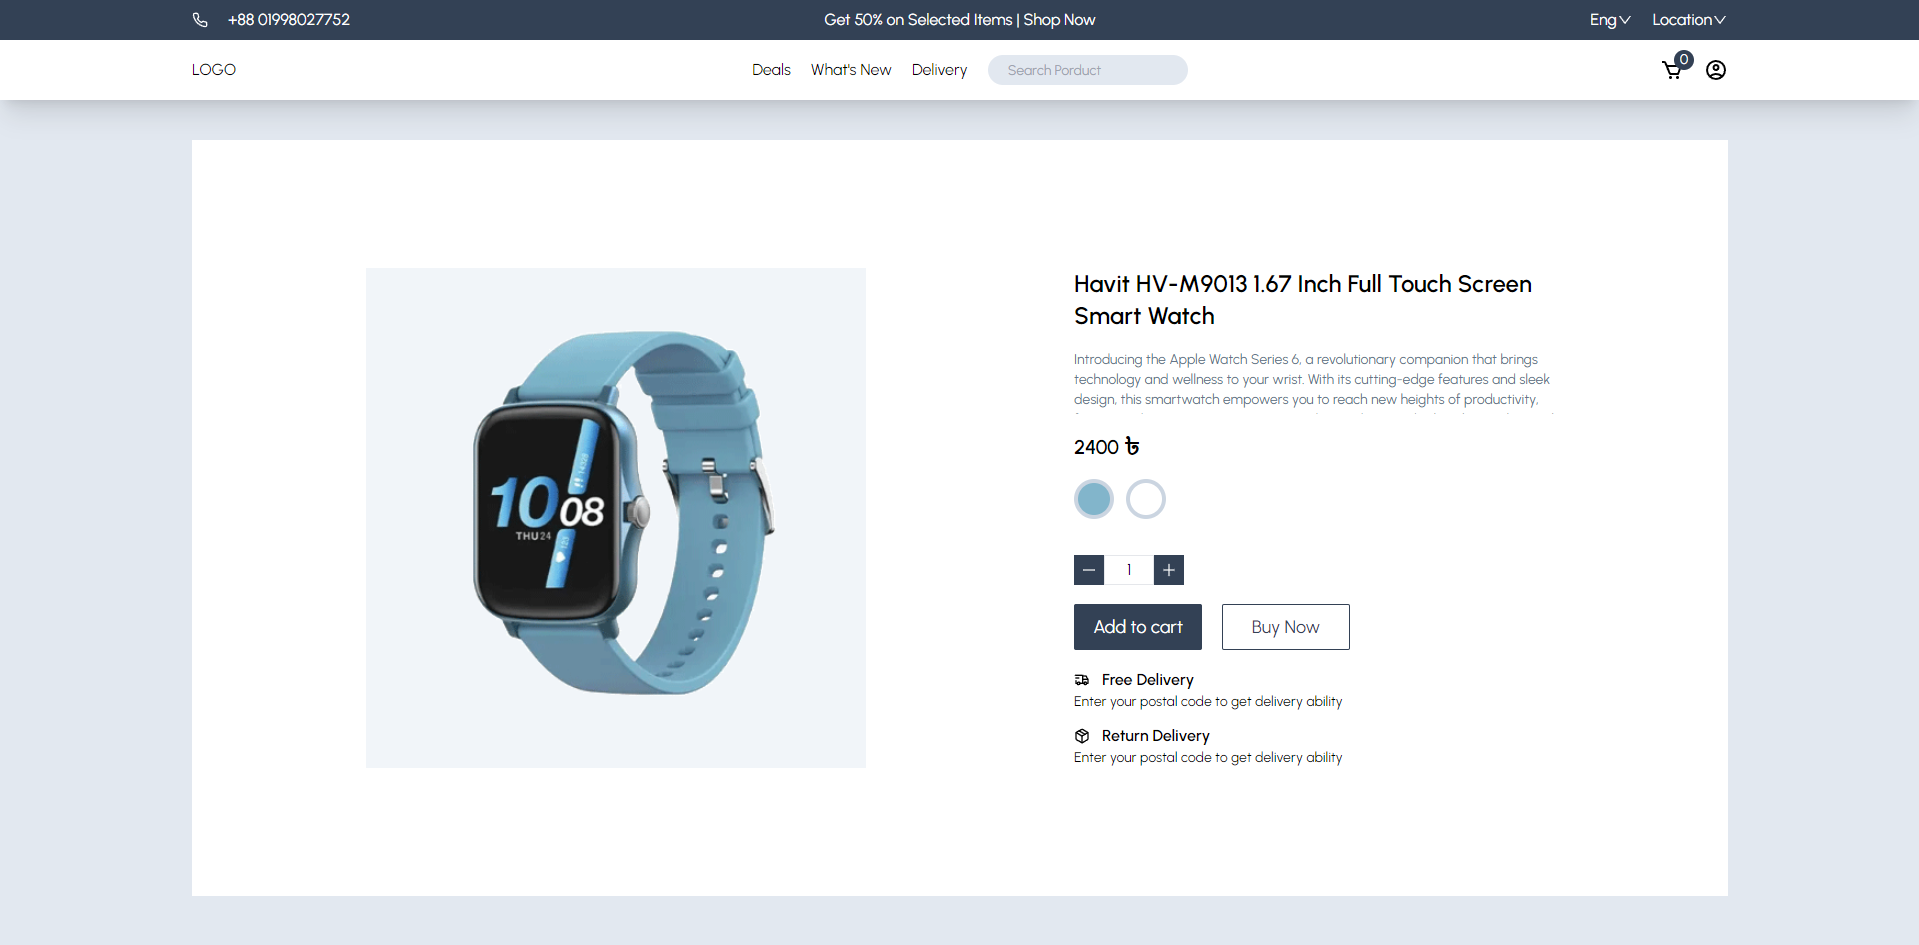 +88 01998027752
Get 50% on Selected Items | Shop Now
Eng
Location
LOGO
Deals
What's New
Delivery
Search Porduct
0
Havit HV-M9013 1.67 Inch Full Touch Screen
Smart Watch
Introducing the Apple Watch Series 6, a revolutionary companion that brings
technology and wellness to your wrist. With its cutting-edge features and sleek
design, this smartwatch empowers you to reach new heights of productivity,
2400 ৳
1
Add to cart
Buy Now
Free Delivery
Enter your postal code to get delivery ability
Return Delivery
Enter your postal code to get delivery ability
10
08
THU 24